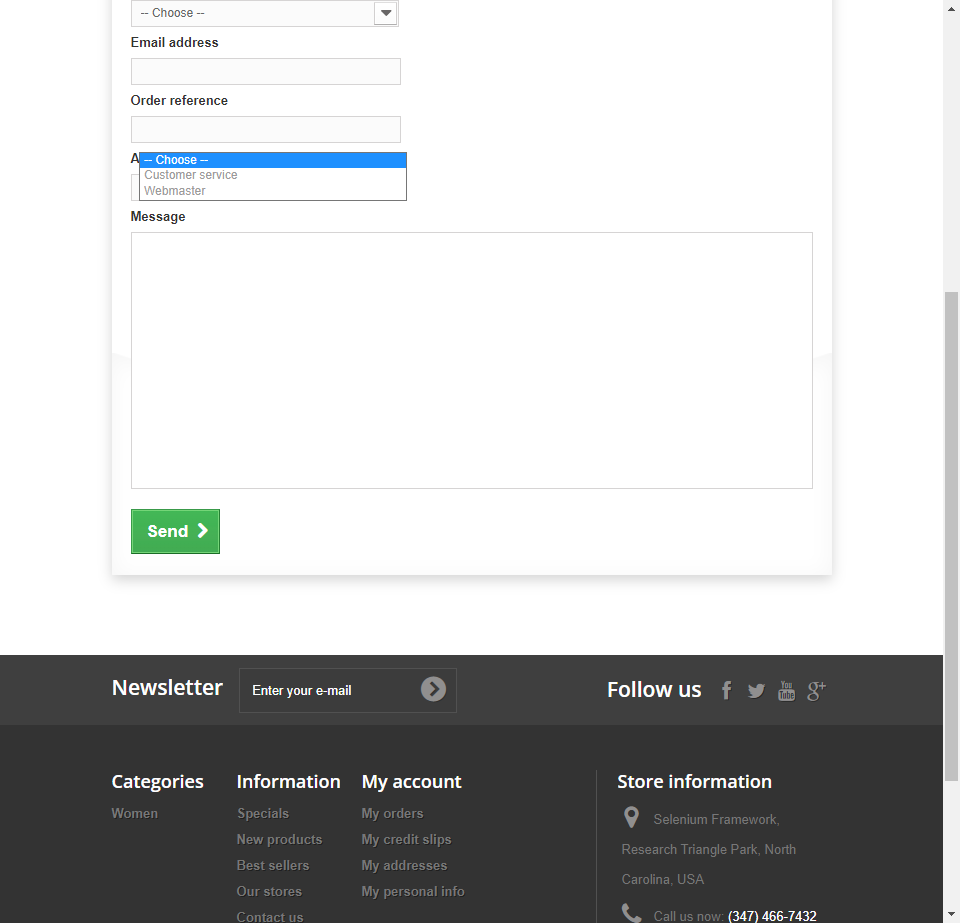 -- Choose --
Email address
Order reference
A
-- Choose --
Customer service
Webmaster
Message
Send
Newsletter
Enter your e-mail
Follow us
You
Tube
g+
Categories
Women
Information
Specials
New products
Best sellers
Our stores
Contact us
My account
My orders
My credit slips
My addresses
My personal info
Store information
Selenium Framework,
Research Triangle Park, North
Carolina, USA
Call us now: (347) 466-7432